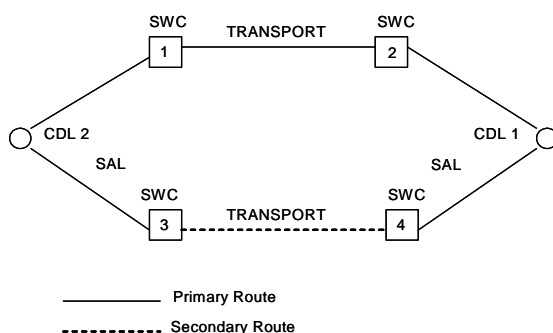 SWC SWC
1 TRANSPORT 2
CDL 2 CDL 1
SAL SAL
SWC SWC
3 TRANSPORT 4
Primary Route
Secondary Route